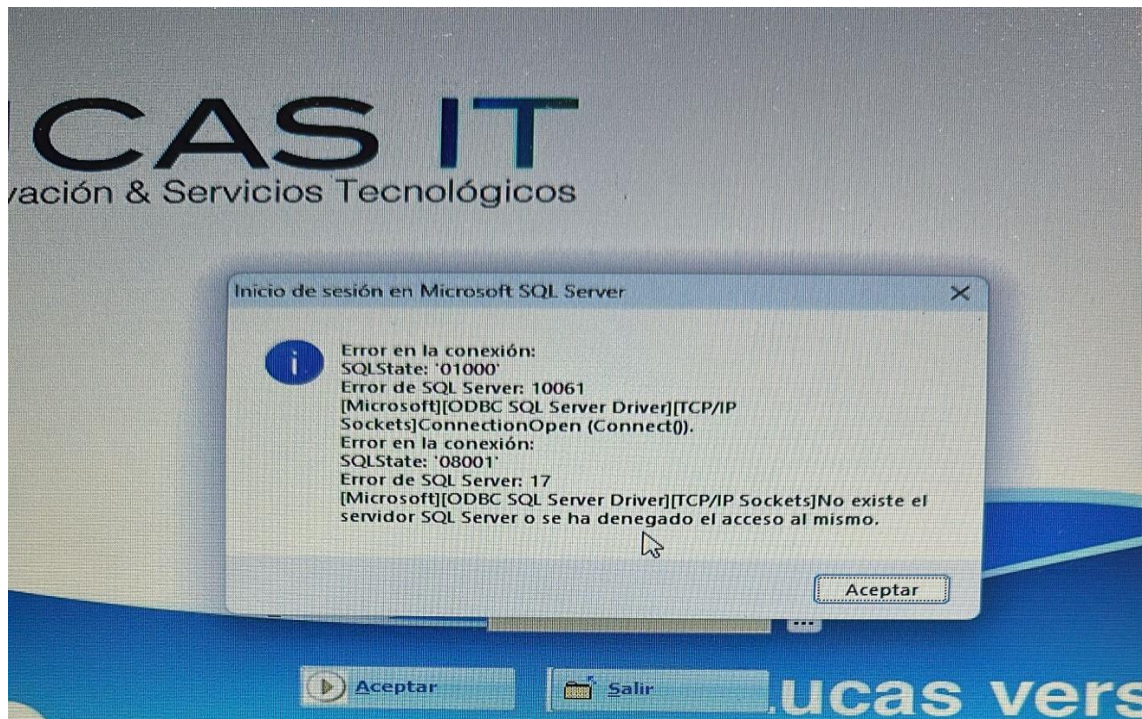 CAS IT
vación & Servicios Tecnológicos
Inicio de sesión en Microsoft SQL Server
Error en la conexión:
SQLState: '01000'
Error de SQL Server: 10061
[Microsoft][ODBC SQL Server Driver][TCP/IP
Sockets]ConnectionOpen (Connect()).
Error en la conexión:
SQLState: '08001'
Error de SQL Server: 17
[Microsoft][ODBC SQL Server Driver][TCP/IP Sockets]No existe el
servidor SQL Server o se ha denegado el acceso al mismo.
Aceptar
...
Aceptar
Salir
ucas vers